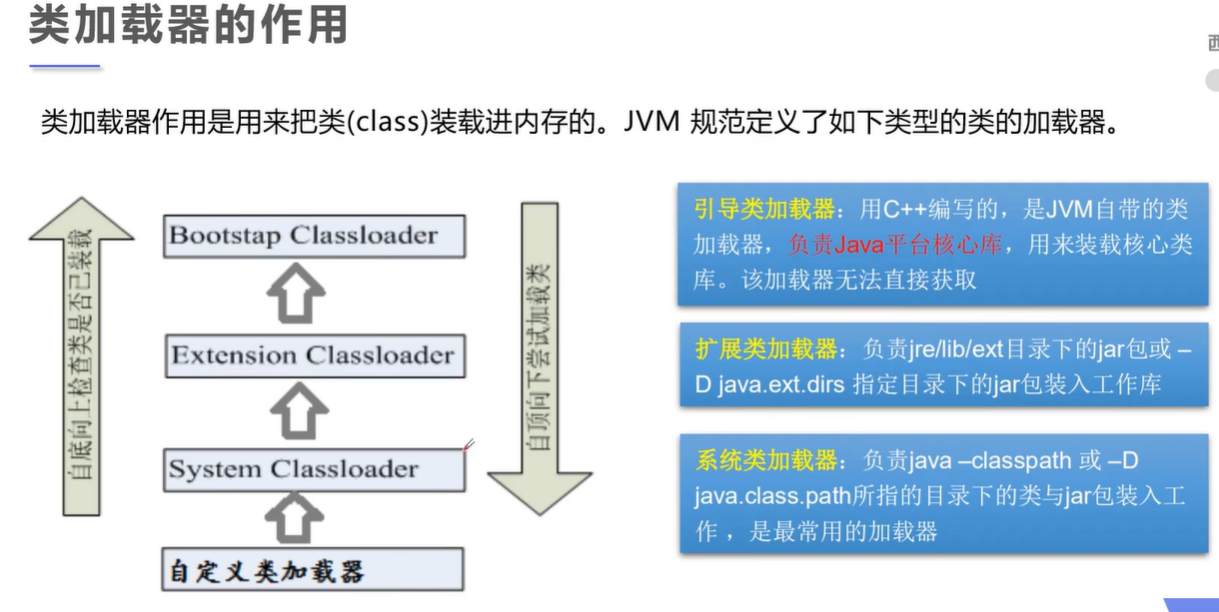 类加载器的作用
西
类加载器作用是用来把类(class)装载进内存的。JVM 规范定义了如下类型的类的加载器。
自底向上检查类是否已装载
Bootstap Classloader
Extension Classloader
System Classloader
自定义类加载器
自顶向下尝试加载类
引导类加载器：用C++编写的，是JVM自带的类
加载器，负责Java平台核心库，用来装载核心类
库。该加载器无法直接获取
扩展类加载器：负责jre/lib/ext目录下的jar包或 –
D java.ext.dirs 指定目录下的jar包装入工作库
系统类加载器：负责java –classpath 或 –D
java.class.path所指的目录下的类与jar包装入工
作 ，是最常用的加载器